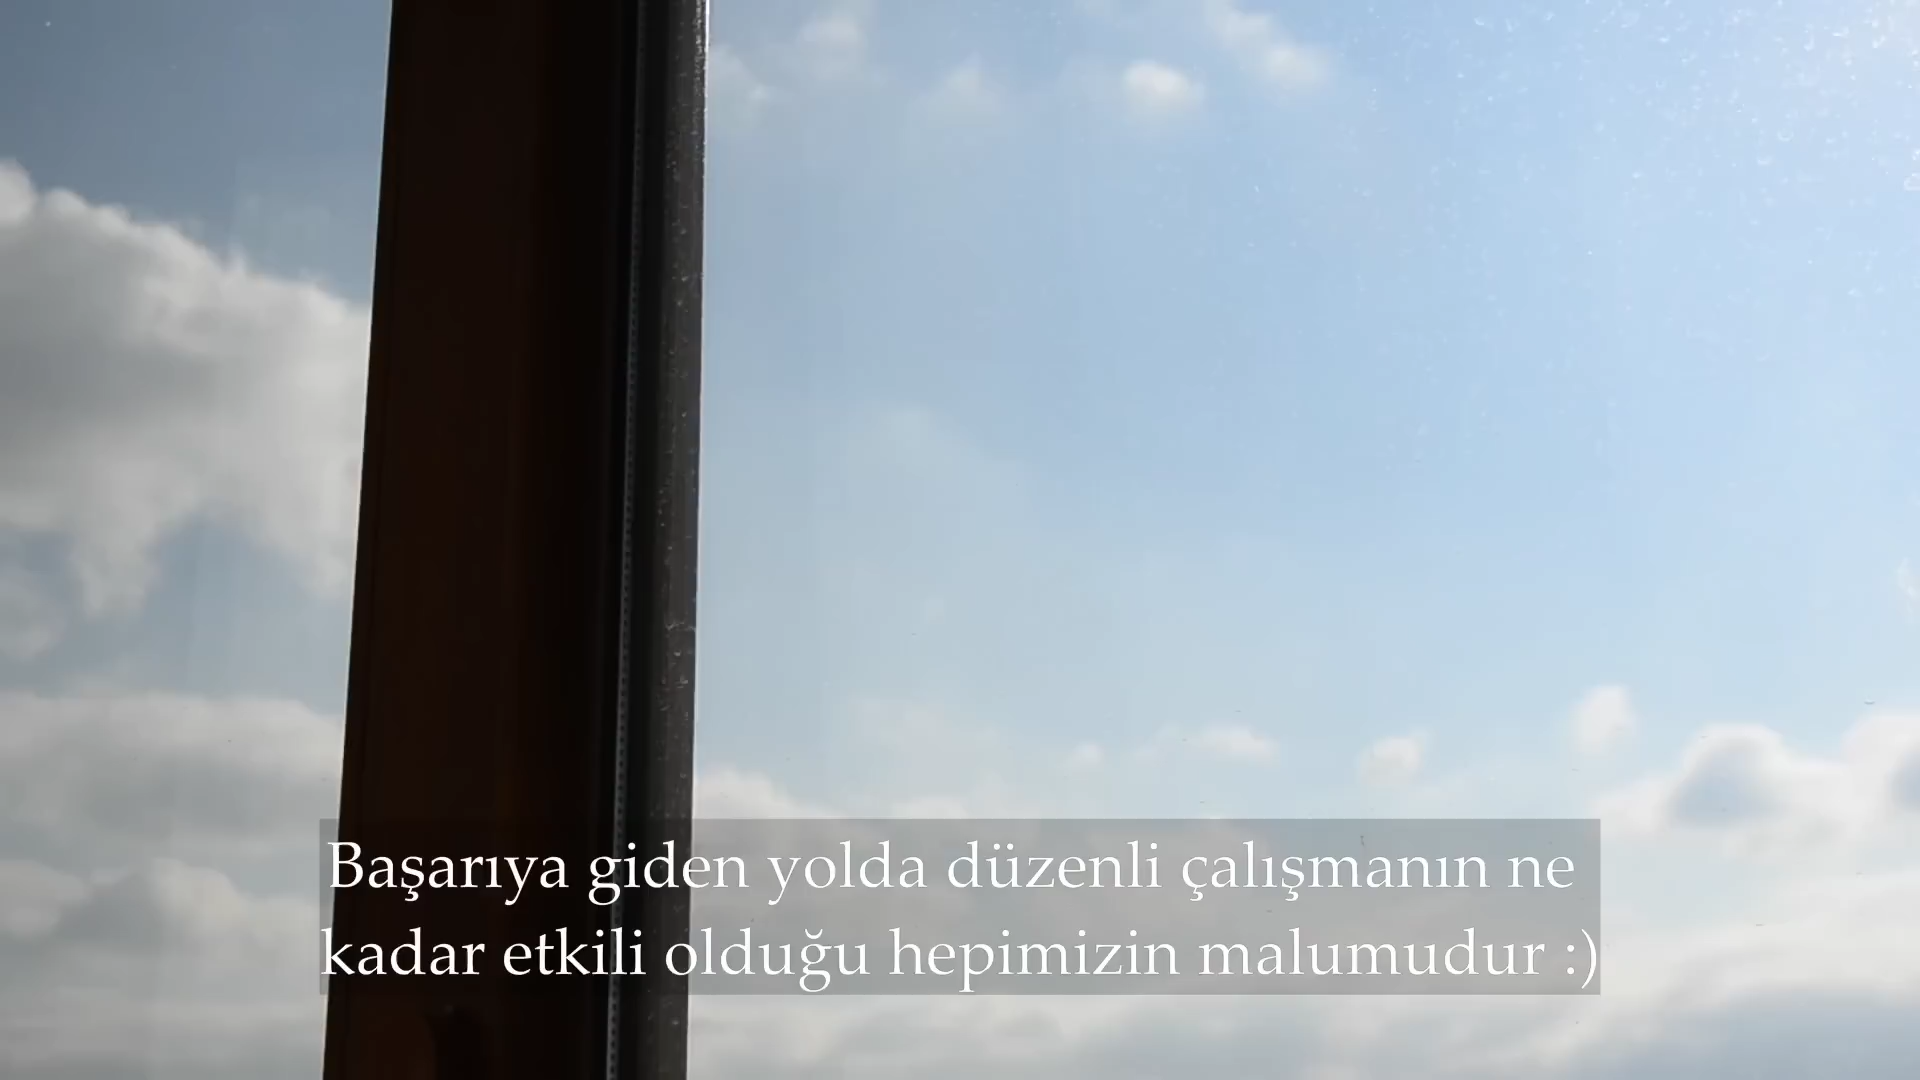 Başarıya giden yolda düzenli çalışmanın ne
kadar etkili olduğu hepimizin malumudur :)